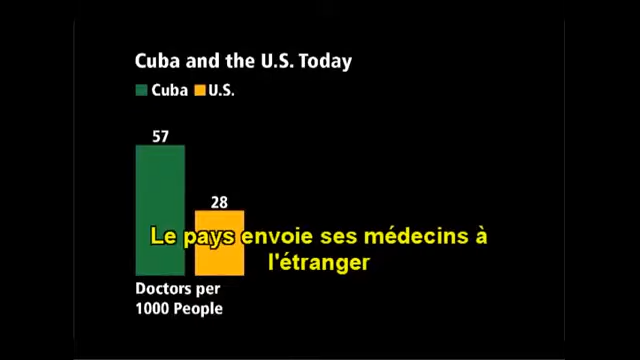 Cuba and the U.S. Today
Cuba U.S.
57
28
Le pays envoie ses médecins à
l'étranger
Doctors per
1000 People